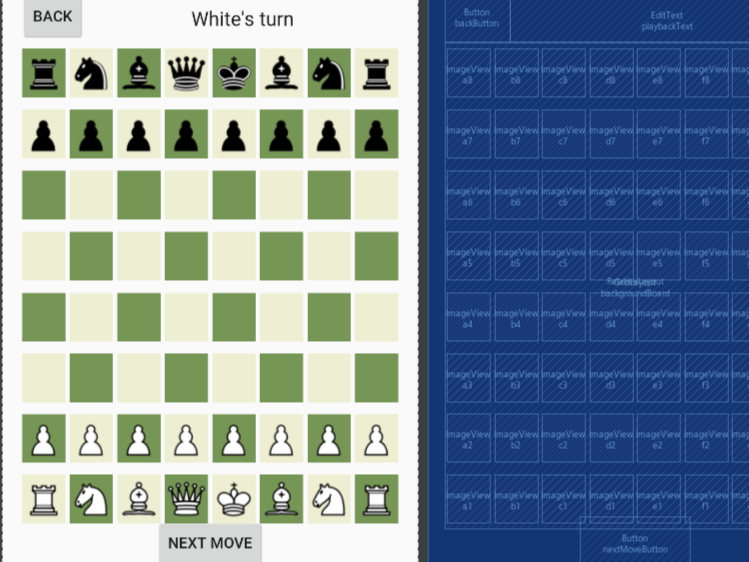 BACK
White's turn
NEXT MOVE
Button
backButton
EditText
playbackText
ImageView a8
ImageView b8
ImageView c8
ImageView d8
ImageView e8
ImageView f8
ImageView a7
ImageView b7
ImageView c7
ImageView d7
ImageView e7
ImageView f7
ImageView a6
ImageView b6
ImageView c6
ImageView d6
ImageView e6
ImageView f6
ImageView a5
ImageView b5
ImageView c5
ImageView d5
ImageView e5
ImageView f5
backgroundBoard
ImageView a4
ImageView b4
ImageView c4
ImageView d4
ImageView e4
ImageView f4
ImageView a3
ImageView b3
ImageView c3
ImageView d3
ImageView e3
ImageView f3
ImageView a2
ImageView b2
ImageView c2
ImageView d2
ImageView e2
ImageView f2
ImageView a1
ImageView b1
ImageView c1
ImageView d1
ImageView e1
ImageView f1
Button
nextMoveButton